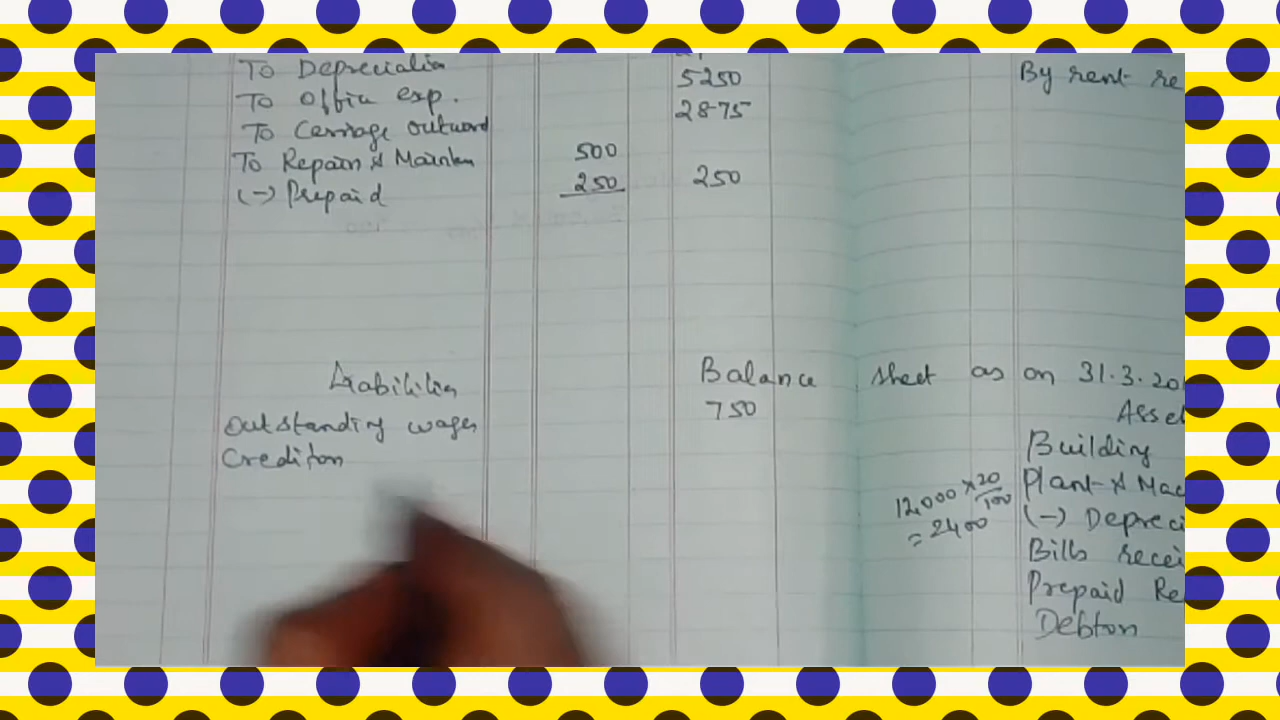 To Depreciation
5250
By rent re
To Office exp.
2875
To Carriage outward
To Repairs & Mainten
500
(-) Prepaid
250
250
Liabilities
Balance sheet as on 31.3.20
Outstanding wages
750
Asset
Creditors
Building
12,000 × 20/100
Plant & Mac
= 2400
(-) Depreci
Bills recei
Prepaid Re
Debtors